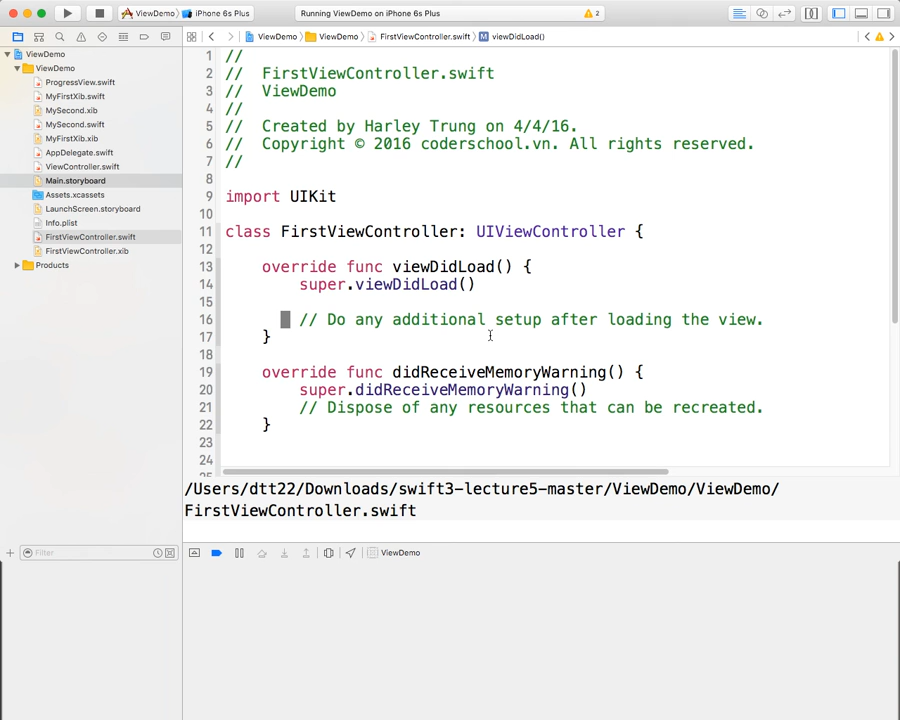 ViewDemo iPhone 6s Plus Running ViewDemo on iPhone 6s Plus 2
ViewDemo ViewDemo FirstViewController.swift M viewDidLoad()
ViewDemo
ViewDemo
ProgressView.swift
MyFirstXib.swift
MySecond.xib
MySecond.swift
MyFirstXib.xib
AppDelegate.swift
ViewController.swift
Main.storyboard
Assets.xcassets
LaunchScreen.storyboard
Info.plist
FirstViewController.swift
FirstViewController.xib
Products
Filter
1 //
2 // FirstViewController.swift
3 // ViewDemo
4 //
5 // Created by Harley Trung on 4/4/16.
6 // Copyright © 2016 coderschool.vn. All rights reserved.
7 //
8
9 import UIKit
10
11 class FirstViewController: UIViewController {
12
13 override func viewDidLoad() {
14 super.viewDidLoad()
15
16 // Do any additional setup after loading the view.
17 }
18
19 override func didReceiveMemoryWarning() {
20 super.didReceiveMemoryWarning()
21 // Dispose of any resources that can be recreated.
22 }
23
24
25
/Users/dtt22/Downloads/swift3-lecture5-master/ViewDemo/ViewDemo/
FirstViewController.swift
ViewDemo